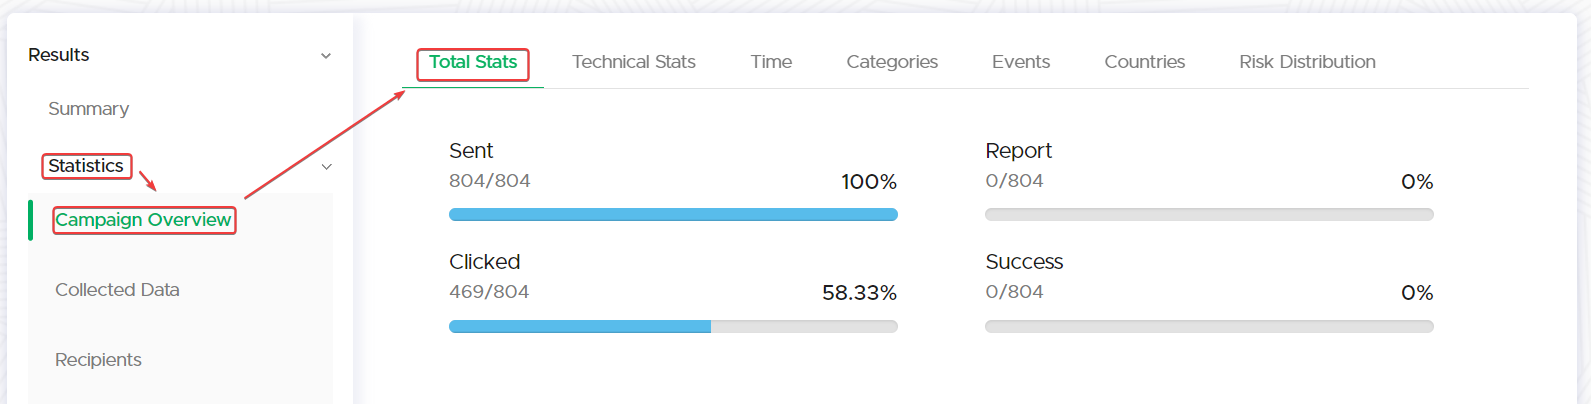 Results
Summary
Statistics
Campaign Overview
Collected Data
Recipients
Total Stats Technical Stats Time Categories Events Countries Risk Distribution
Sent
804/804 100%
Clicked
469/804 58.33%
Report
0/804 0%
Success
0/804 0%